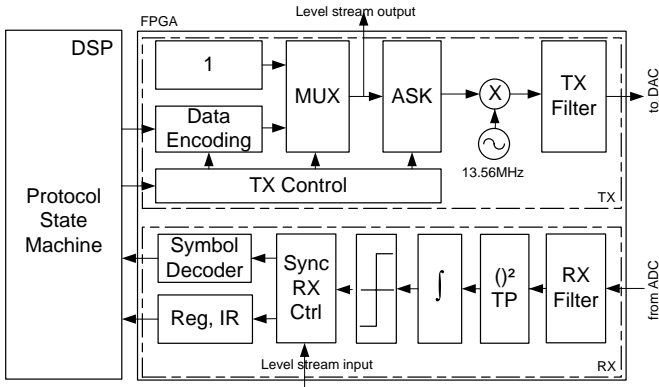 Level stream output
FPGA
DSP
1
MUX
ASK
X
TX
Filter
to DAC
Data
Encoding
13.56MHz
TX Control
TX
Protocol
State
Machine
Symbol
Decoder
Sync
RX
Ctrl
∫
()²
TP
RX
Filter
from ADC
Reg, IR
Level stream input
RX